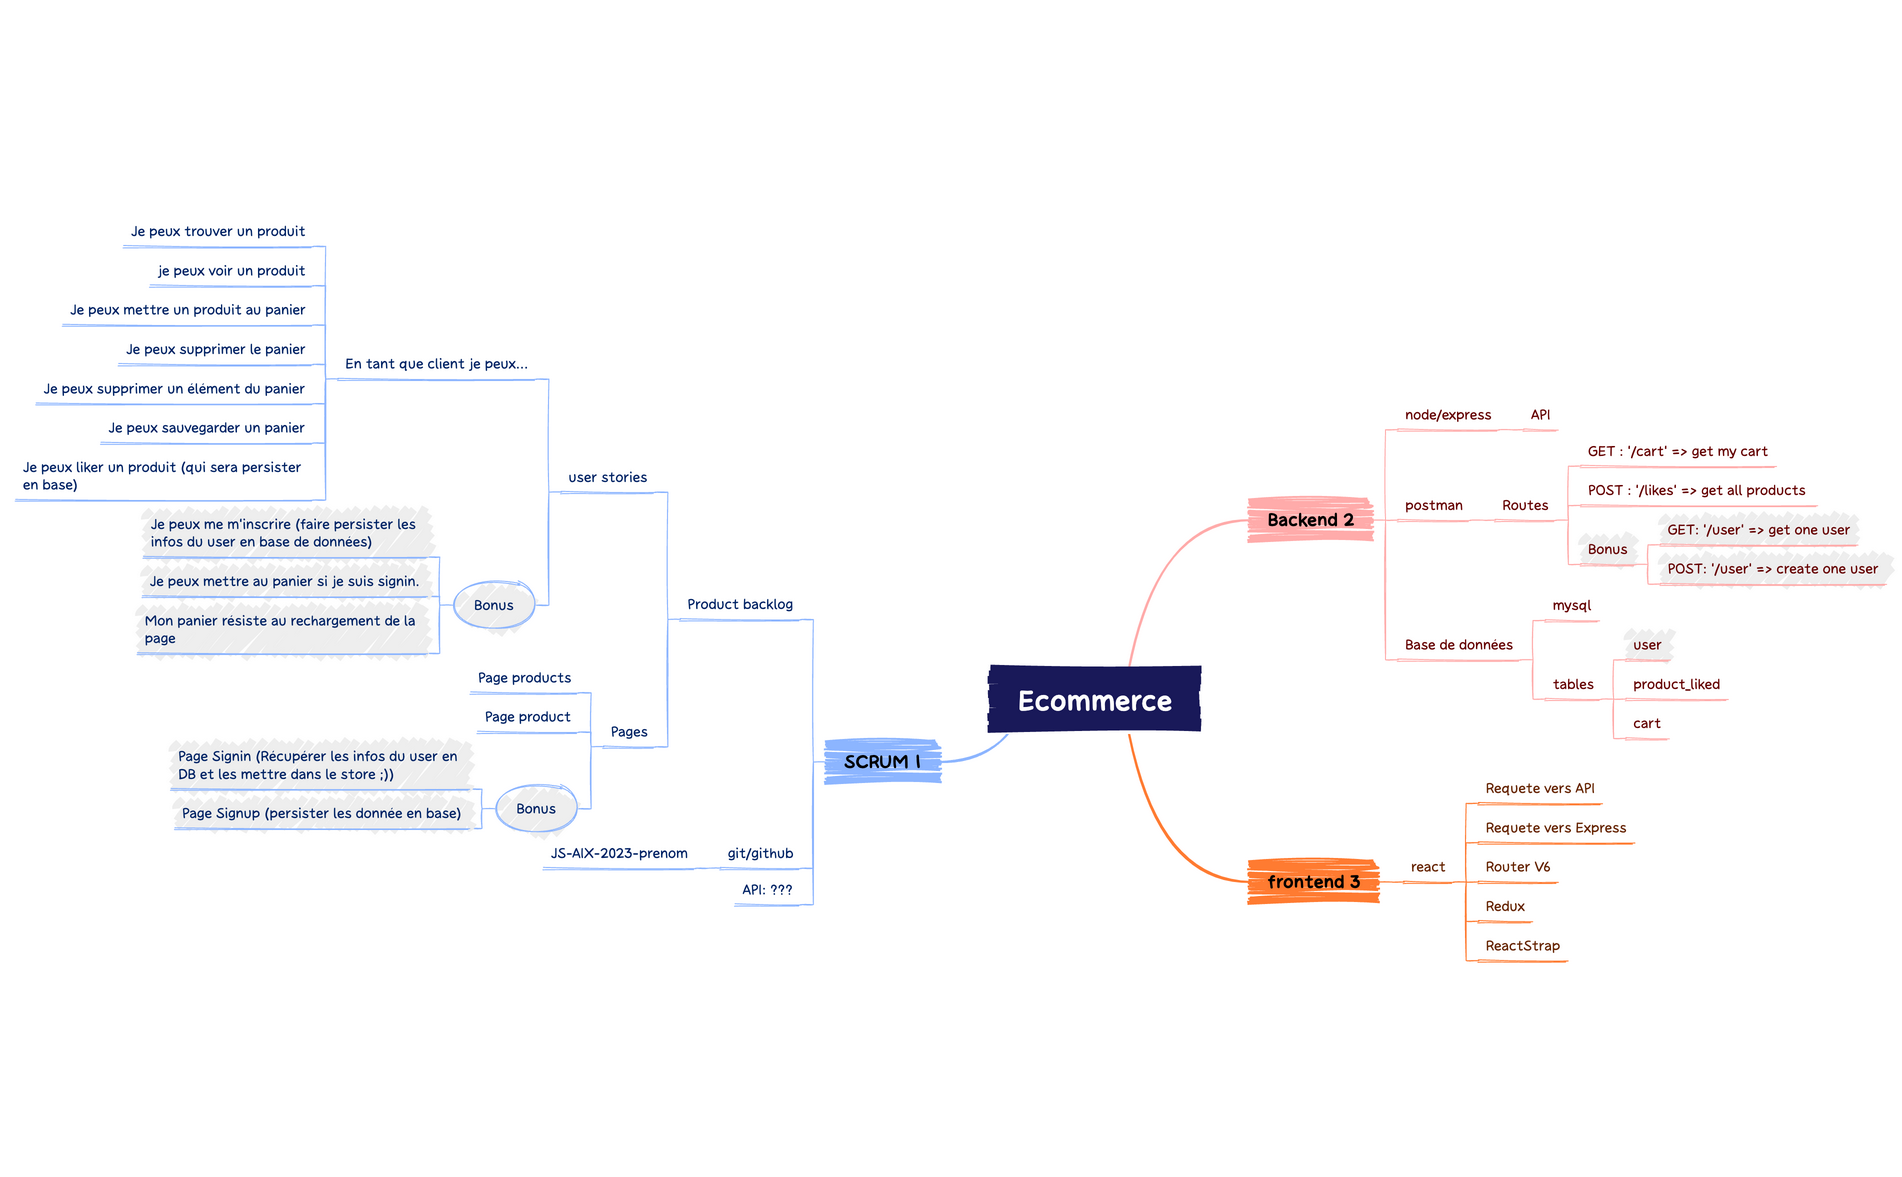 Ecommerce
SCRUM 1
Product backlog
user stories
En tant que client je peux...
Je peux trouver un produit
je peux voir un produit
Je peux mettre un produit au panier
Je peux supprimer le panier
Je peux supprimer un élément du panier
Je peux sauvegarder un panier
Je peux liker un produit (qui sera persister
en base)
Bonus
Je peux me m'inscrire (faire persister les
infos du user en base de données)
Je peux mettre au panier si je suis signin.
Mon panier résiste au rechargement de la
page
Pages
Page products
Page product
Bonus
Page Signin (Récupérer les infos du user en
DB et les mettre dans le store ;))
Page Signup (persister les donnée en base)
git/github
JS-AIX-2023-prenom
API: ???
Backend 2
node/express
API
postman
Routes
GET : '/cart' => get my cart
POST : '/likes' => get all products
Bonus
GET: '/user' => get one user
POST: '/user' => create one user
Base de données
mysql
tables
user
product_liked
cart
frontend 3
react
Requete vers API
Requete vers Express
Router V6
Redux
ReactStrap